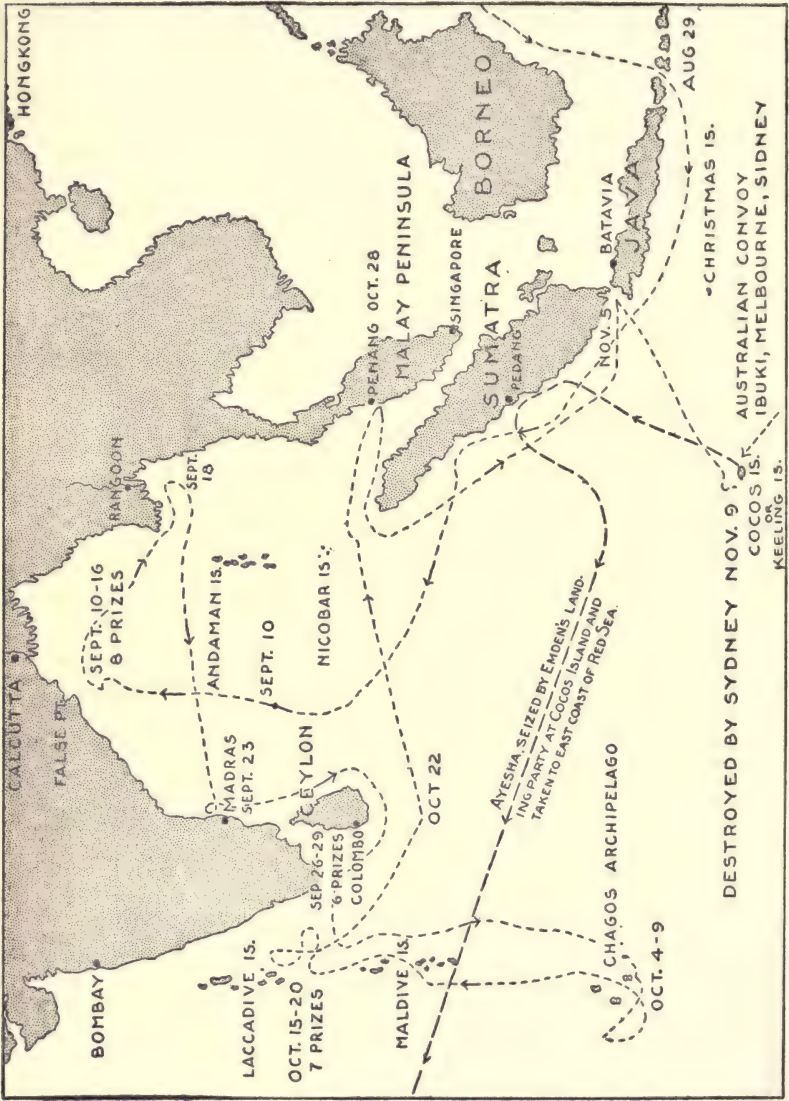 HONGKONG
CALCUTTA
FALSE PT.
BOMBAY
RANGOON
SEPT.
18
SEPT. 10-16
8 PRIZES
MADRAS
SEPT. 23
ANDAMAN IS.
SEPT. 10
NICOBAR IS.
LACCADIVE IS.
OCT. 15-20
7 PRIZES
SEP 26-29
6 PRIZES
COLOMBO
CEYLON
MALDIVE IS.
OCT 22
PENANG OCT. 28
MALAY PENINSULA
SINGAPORE
BORNEO
SUMATRA
PEDANG
BATAVIA
JAVA
NOV. 5
AUG 29
CHRISTMAS IS.
AYESHA, SEIZED BY EMDEN'S LAND-
ING PARTY AT COCOS ISLAND AND
TAKEN TO EAST COAST OF RED SEA.
CHAGOS ARCHIPELAGO
OCT. 4-9
DESTROYED BY SYDNEY NOV. 9
COCOS IS.
OR
KEELING IS.
AUSTRALIAN CONVOY
IBUKI, MELBOURNE, SIDNEY